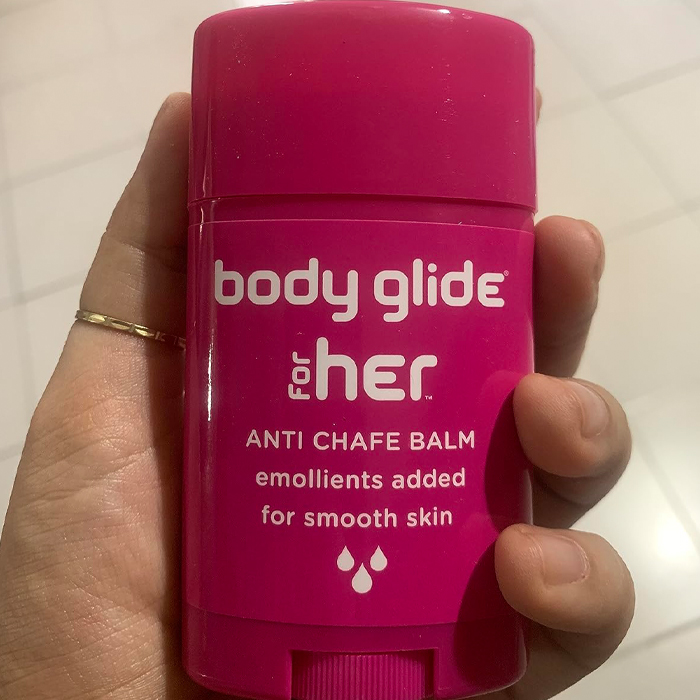 body glide®
for her™
ANTI CHAFE BALM
emollients added
for smooth skin